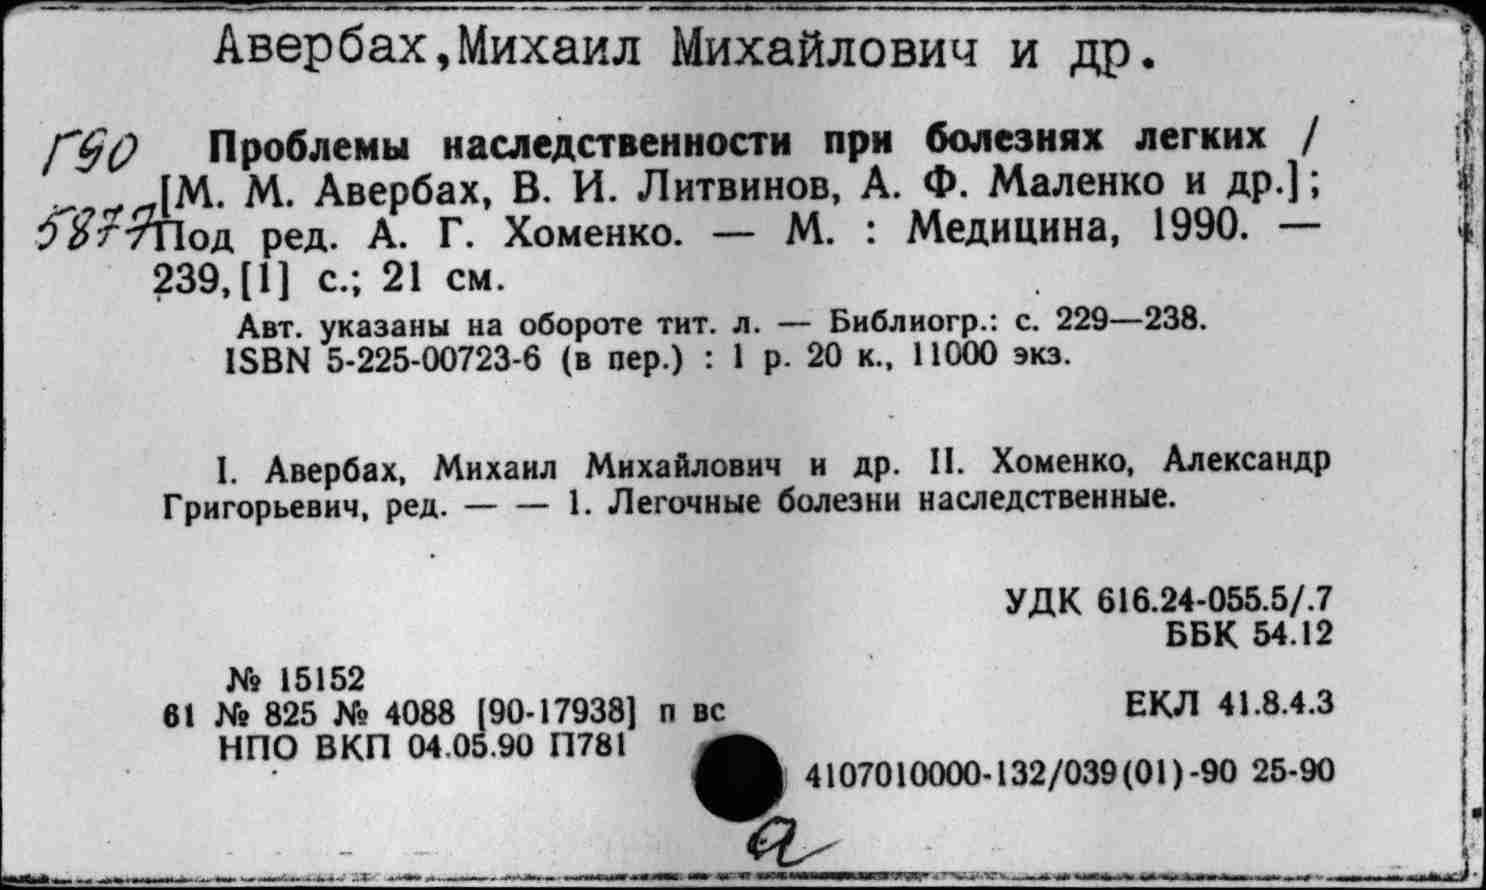 Авербах,Михаил Михайлович и др.
Г90 Проблемы наследственности при болезнях легких /
[М. М. Авербах, В. И. Литвинов, А. Ф. Маленко и др.];
Под ред. А. Г. Хоменко. — М. : Медицина, 1990. —
239,[1] с.; 21 см.
Авт. указаны на обороте тит. л. — Библиогр.: с. 229—238.
ISBN 5-225-00723-6 (в пер.) : 1 р. 20 к., 11000 экз.
I. Авербах, Михаил Михайлович и др. II. Хоменко, Александр
Григорьевич, ред. — — 1. Легочные болезни наследственные.
УДК 616.24-055.5/.7
ББК 54.12
№ 15152
61 № 825 № 4088 [90-17938] п вс
ЕКЛ 41.8.4.3
НПО ВКП 04.05.90 П781
4107010000-132/039(01)-90 25-90